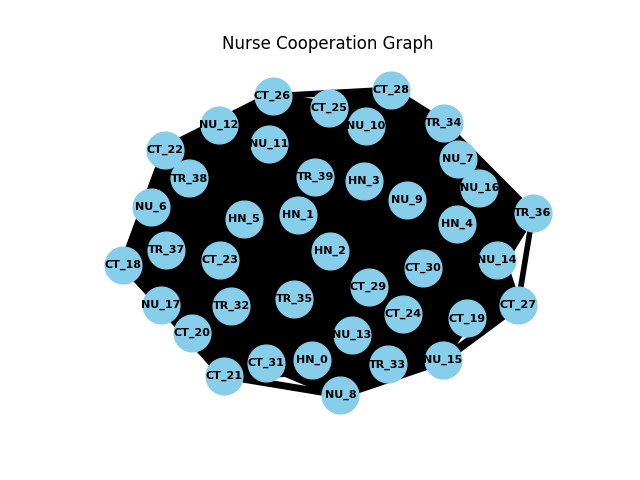 Nurse Cooperation Graph
CT_28
CT_26
CT_25
TR_34
NU_12
NU_10
NU_11
CT_22
NU_7
TR_38
TR_39
HN_3
NU_16
NU_9
NU_6
TR_36
HN_1
HN_5
HN_4
TR_37
HN_2
CT_23
NU_14
CT_18
CT_30
CT_29
TR_35
NU_17
TR_32
CT_27
CT_24
CT_19
CT_20
NU_13
HN_0
NU_15
CT_31
TR_33
CT_21
NU_8